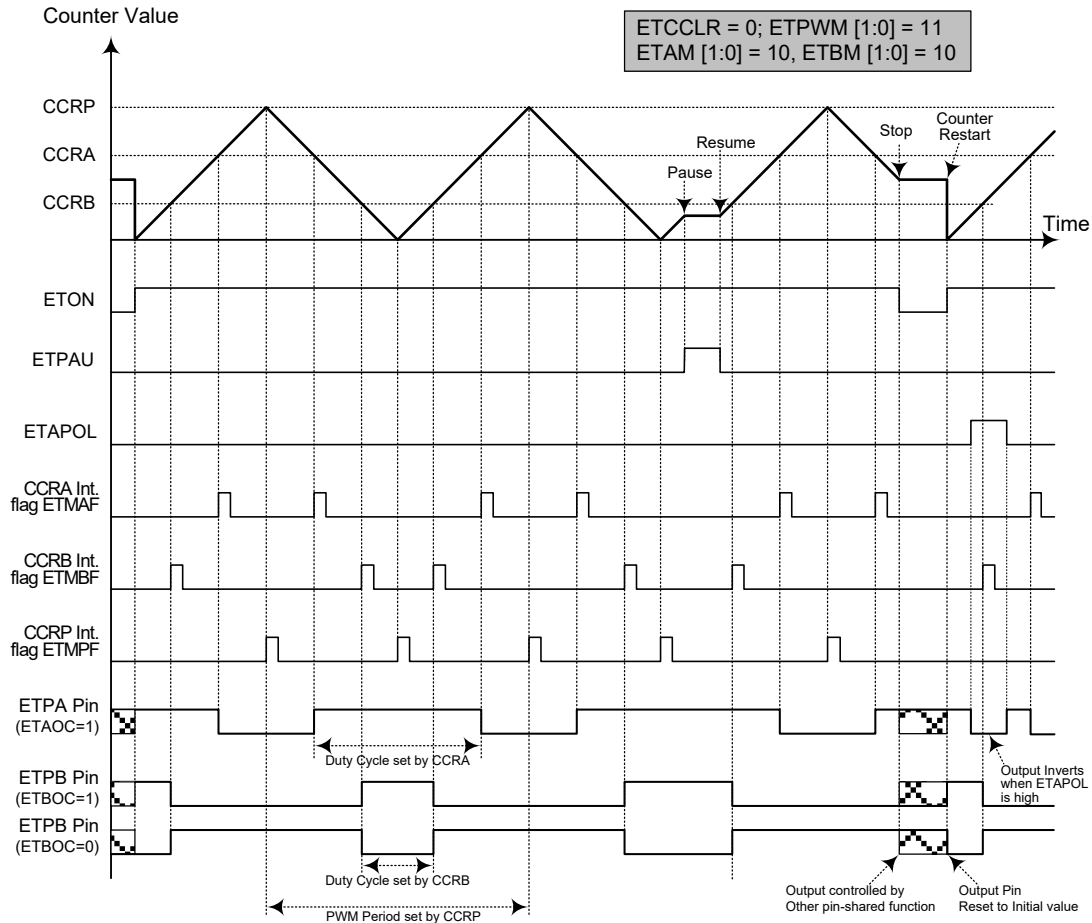 Counter Value
ETCCLR = 0; ETPWM [1:0] = 11
ETAM [1:0] = 10, ETBM [1:0] = 10
CCRP
CCRA
CCRB
Pause
Resume
Stop
Counter
Restart
Time
ETON
ETPAU
ETAPOL
CCRA Int.
flag ETMAF
CCRB Int.
flag ETMBF
CCRP Int.
flag ETMPF
ETPA Pin
(ETAOC=1)
Duty Cycle set by CCRA
Output Inverts
when ETAPOL
is high
ETPB Pin
(ETBOC=1)
ETPB Pin
(ETBOC=0)
Duty Cycle set by CCRB
PWM Period set by CCRP
Output controlled by
Other pin-shared function
Output Pin
Reset to Initial value